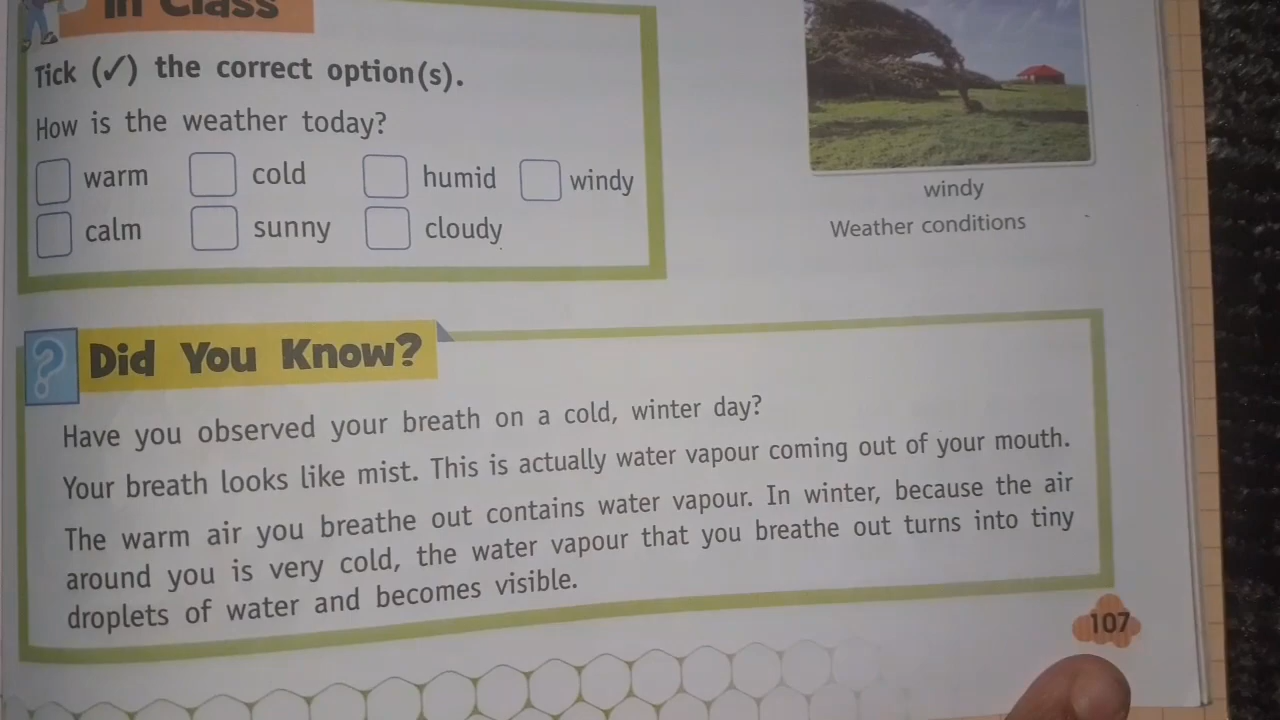 In Class
Tick (✓) the correct option(s).
How is the weather today?
warm cold humid windy
calm sunny cloudy
windy
Weather conditions
? Did You Know?
Have you observed your breath on a cold, winter day?
Your breath looks like mist. This is actually water vapour coming out of your mouth.
The warm air you breathe out contains water vapour. In winter, because the air
around you is very cold, the water vapour that you breathe out turns into tiny
droplets of water and becomes visible.
107